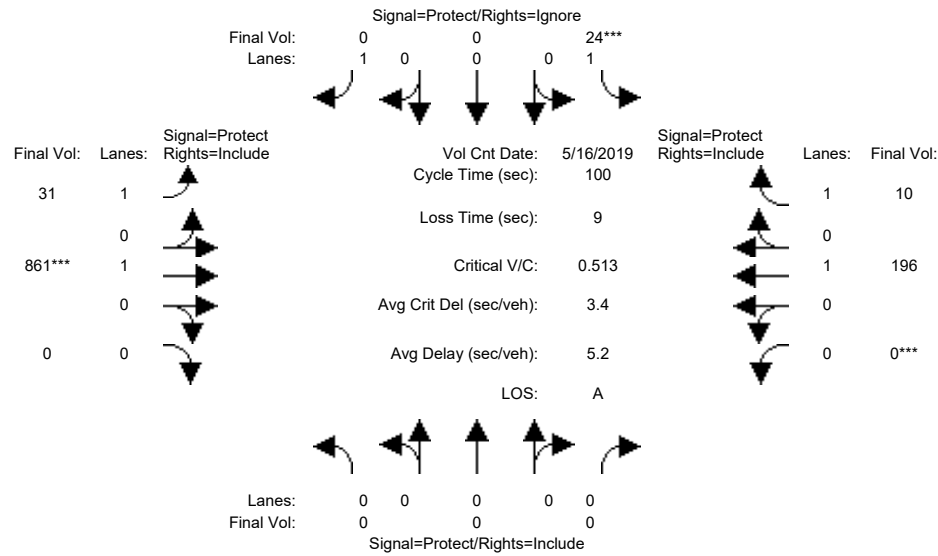 Signal=Protect/Rights=Ignore
Final Vol: 0 0 24***
Lanes: 1 0 0 0 1
Signal=Protect Signal=Protect
Final Vol: Lanes: Rights=Include Vol Cnt Date: 5/16/2019 Rights=Include Lanes: Final Vol:
Cycle Time (sec): 100
31 1 1 10
Loss Time (sec): 9
0 0
861*** 1 Critical V/C: 0.513 1 196
0 Avg Crit Del (sec/veh): 3.4 0
0 0 Avg Delay (sec/veh): 5.2 0 0***
LOS: A
Lanes: 0 0 0 0 0
Final Vol: 0 0 0
Signal=Protect/Rights=Include